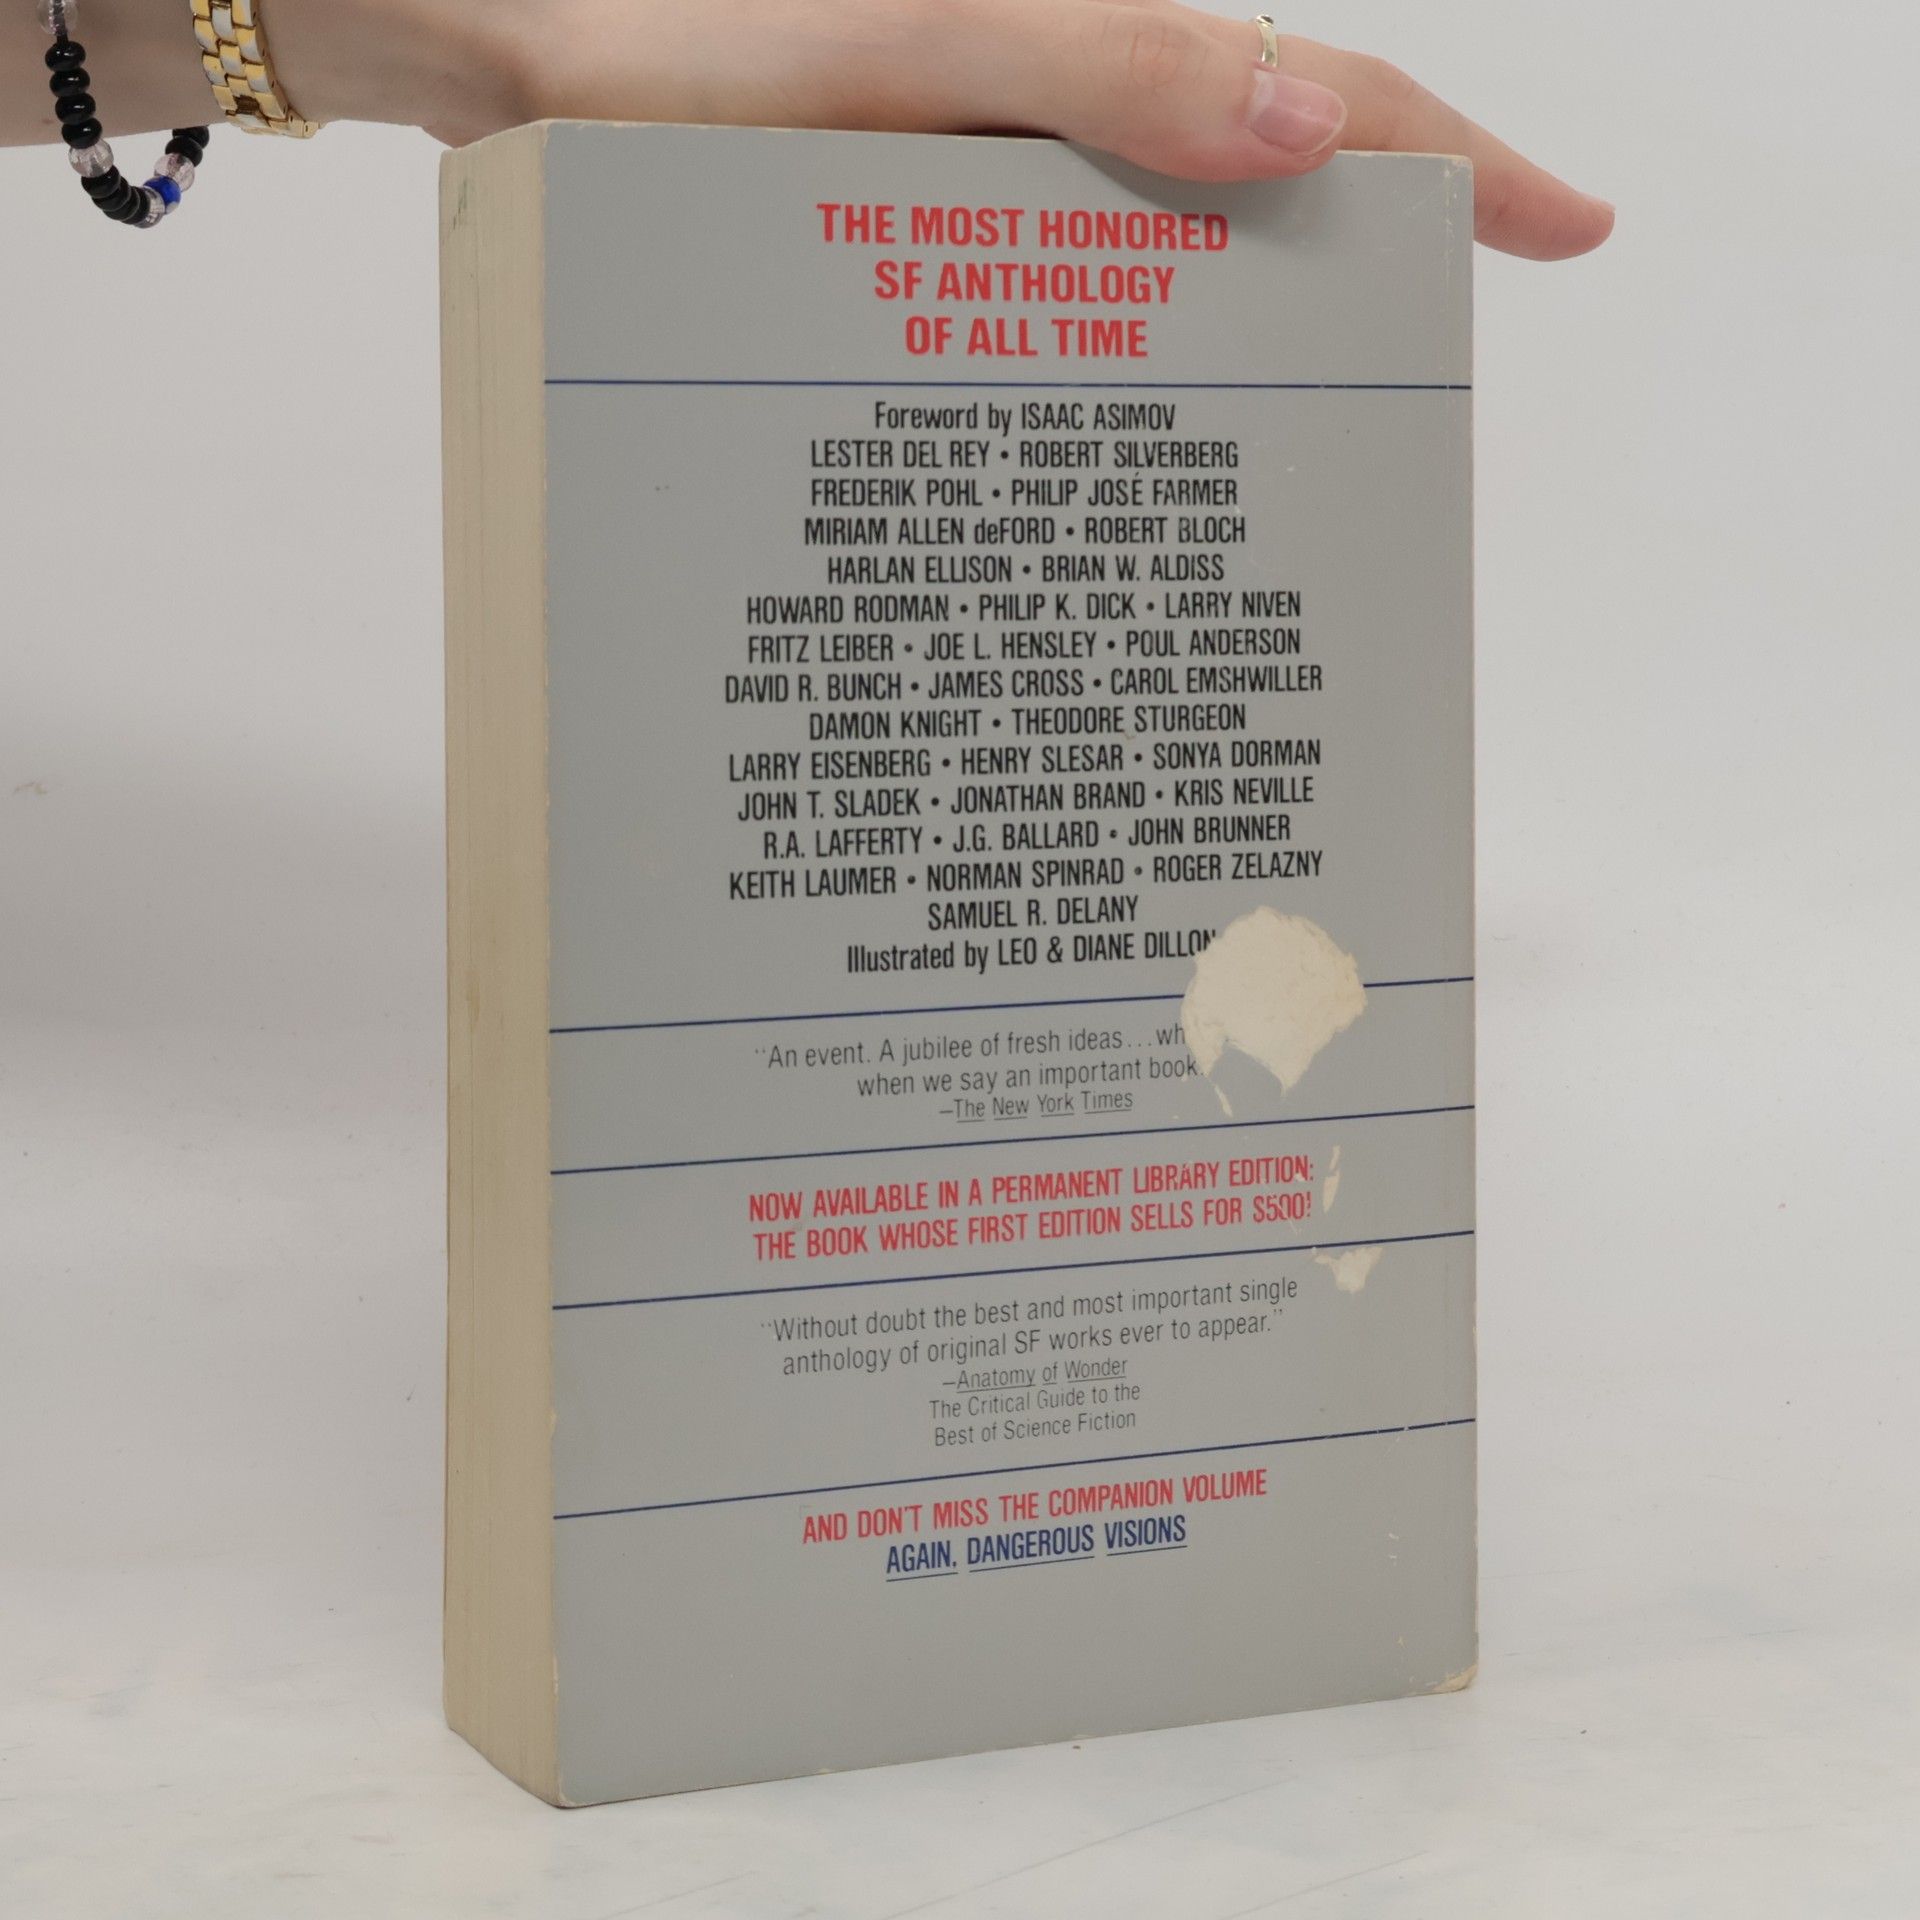 THE MOST HONORED
SF ANTHOLOGY
OF ALL TIME
Foreword by ISAAC ASIMOV
LESTER DEL REY • ROBERT SILVERBERG
FREDERIK POHL • PHILIP JOSÉ FARMER
MIRIAM ALLEN deFORD • ROBERT BLOCH
HARLAN ELLISON • BRIAN W. ALDISS
HOWARD RODMAN • PHILIP K. DICK • LARRY NIVEN
FRITZ LEIBER • JOE L. HENSLEY • POUL ANDERSON
DAVID R. BUNCH • JAMES CROSS • CAROL EMSHWILLER
DAMON KNIGHT • THEODORE STURGEON
LARRY EISENBERG • HENRY SLESAR • SONYA DORMAN
JOHN T. SLADEK • JONATHAN BRAND • KRIS NEVILLE
R.A. LAFFERTY • J.G. BALLARD • JOHN BRUNNER
KEITH LAUMER • NORMAN SPINRAD • ROGER ZELAZNY
SAMUEL R. DELANY
Illustrated by LEO & DIANE DILLON
"An event. A jubilee of fresh ideas...
when we say an important book.
—The New York Times
NOW AVAILABLE IN A PERMANENT LIBRARY EDITION:
THE BOOK WHOSE FIRST EDITION SELLS FOR $500!
"Without doubt the best and most important single
anthology of original SF works ever to appear."
—Anatomy of Wonder
The Critical Guide to the
Best of Science Fiction
AND DON'T MISS THE COMPANION VOLUME
AGAIN, DANGEROUS VISIONS